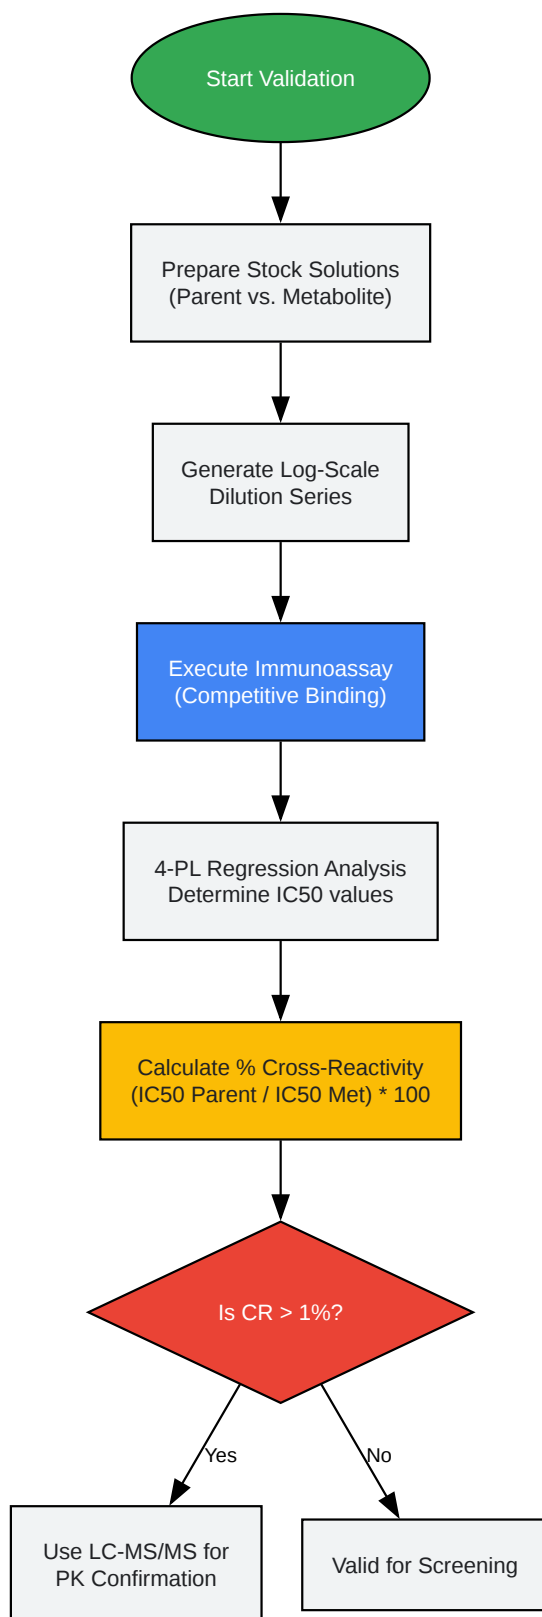 Start Validation
Prepare Stock Solutions
(Parent vs. Metabolite)
Generate Log-Scale
Dilution Series
Execute Immunoassay
(Competitive Binding)
4-PL Regression Analysis
Determine IC50 values
Calculate % Cross-Reactivity
(IC50 Parent / IC50 Met) * 100
Is CR > 1%?
Yes
No
Use LC-MS/MS for
PK Confirmation
Valid for Screening